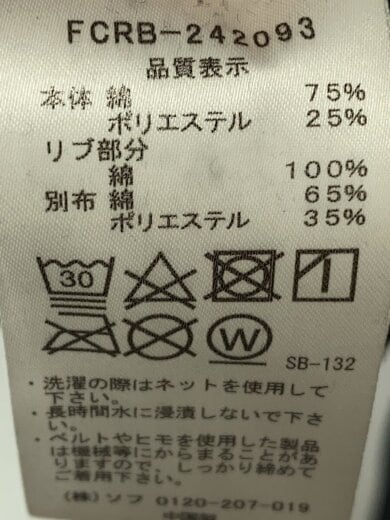 FCRB-242093
品質表示
本体 綿 75%
ポリエステル 25%
リブ部分
綿 100%
別布 綿 65%
ポリエステル 35%
30
W
SB-132
・洗濯の際はネットを使用して
下さい。
・長時間水に浸漬しないで下さ
い。
・ベルトやヒモを使用した製品
は機械等にからまることがあ
りますので、しっかり締めて
ご着用下さい。
(株) ソフ 0120-207-019
中国製